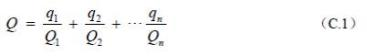 Q = q₁/Q₁ + q₂/Q₂ + ⋯ qₙ/Qₙ (C.1)